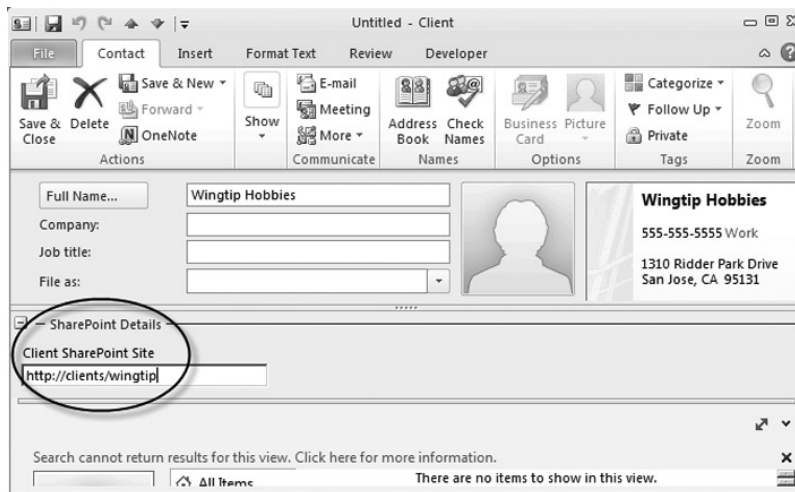 Untitled - Client
File Contact Insert Format Text Review Developer
Save & Close
Delete
Save & New
Forward
OneNote
Actions
Show
E-mail
Meeting
More
Communicate
Address Book
Check Names
Names
Business Card
Picture
Options
Categorize
Follow Up
Private
Tags
Zoom
Zoom
Full Name... Wingtip Hobbies
Company:
Job title:
File as:
Wingtip Hobbies
555-555-5555 Work
1310 Ridder Park Drive
San Jose, CA 95131
SharePoint Details
Client SharePoint Site
http://clients/wingtip
Search cannot return results for this view. Click here for more information.
All Items
There are no items to show in this view.